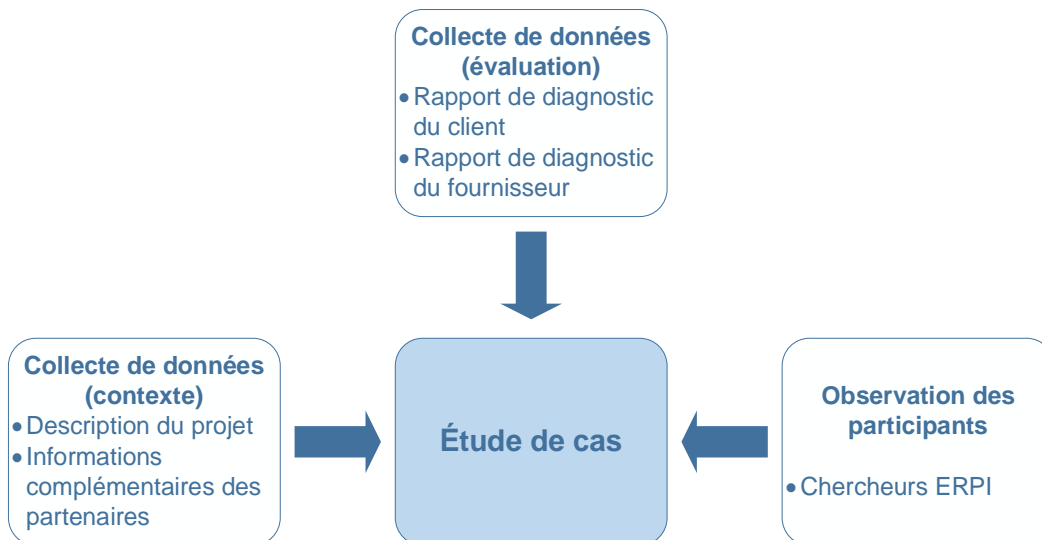 Collecte de données
(évaluation)
• Rapport de diagnostic
du client
• Rapport de diagnostic
du fournisseur
Collecte de données
(contexte)
• Description du projet
• Informations
complémentaires des
partenaires
Étude de cas
Observation des
participants
• Chercheurs ERPI